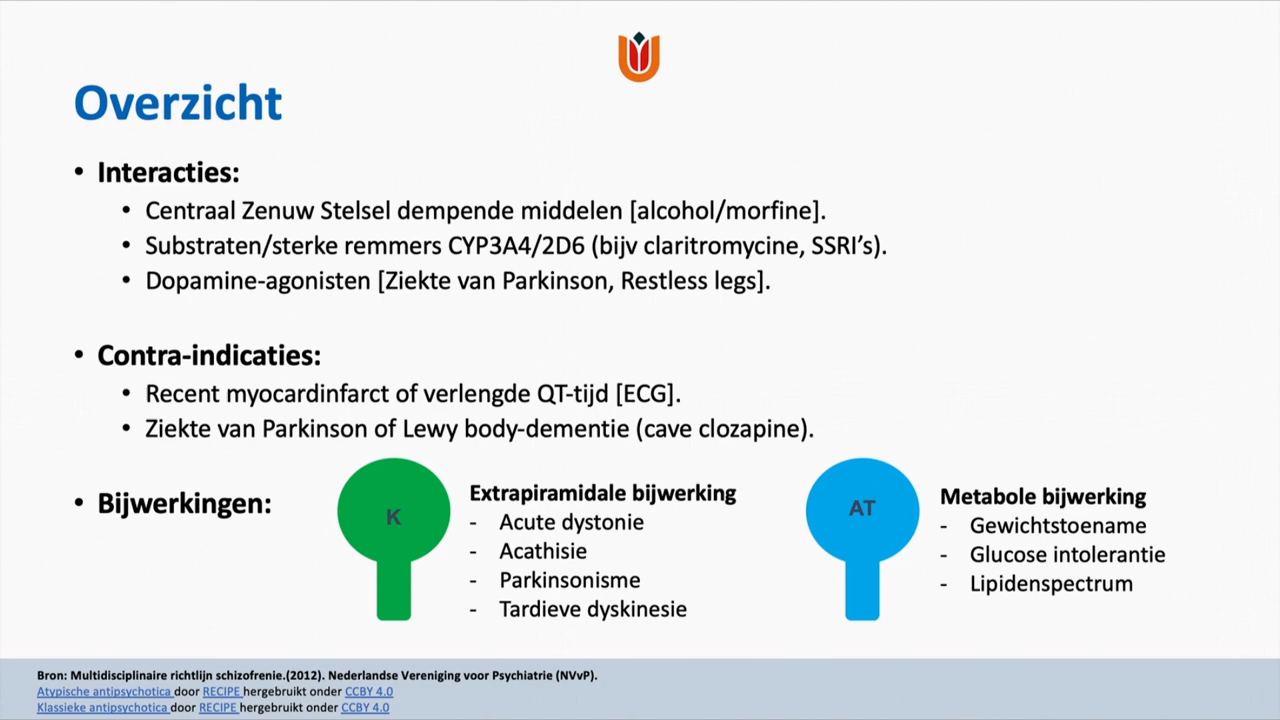 Overzicht
• Interacties:
• Centraal Zenuw Stelsel dempende middelen [alcohol/morfine].
• Substraten/sterke remmers CYP3A4/2D6 (bijv claritromycine, SSRI’s).
• Dopamine-agonisten [Ziekte van Parkinson, Restless legs].
• Contra-indicaties:
• Recent myocardinfarct of verlengde QT-tijd [ECG].
• Ziekte van Parkinson of Lewy body-dementie (cave clozapine).
• Bijwerkingen:
K
Extrapiramidale bijwerking
- Acute dystonie
- Acathisie
- Parkinsonisme
- Tardieve dyskinesie
AT
Metabole bijwerking
- Gewichtstoename
- Glucose intolerantie
- Lipidenspectrum
Bron: Multidisciplinaire richtlijn schizofrenie.(2012). Nederlandse Vereniging voor Psychiatrie (NVvP).
Atypische antipsychotica door RECIPE hergebruikt onder CCBY 4.0
Klassieke antipsychotica door RECIPE hergebruikt onder CCBY 4.0